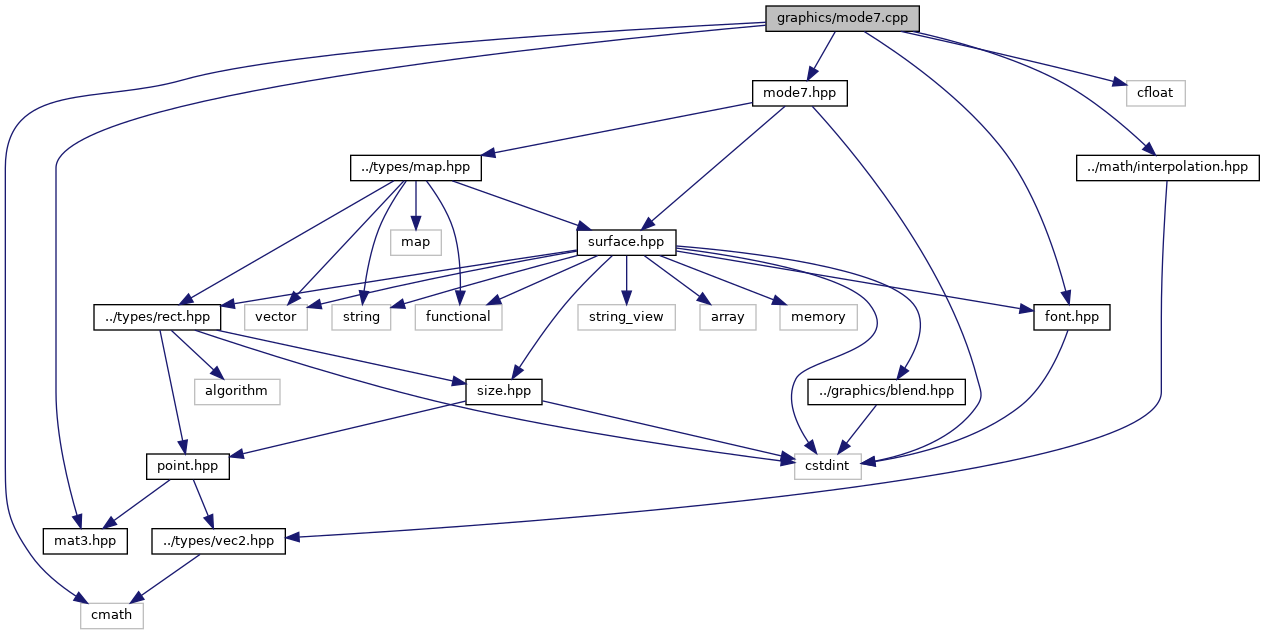 graphics/mode7.cpp
mode7.hpp
cfloat
../types/map.hpp
../math/interpolation.hpp
map
surface.hpp
../types/rect.hpp
vector
string
functional
string_view
array
memory
font.hpp
algorithm
size.hpp
../graphics/blend.hpp
point.hpp
cstdint
mat3.hpp
../types/vec2.hpp
cmath